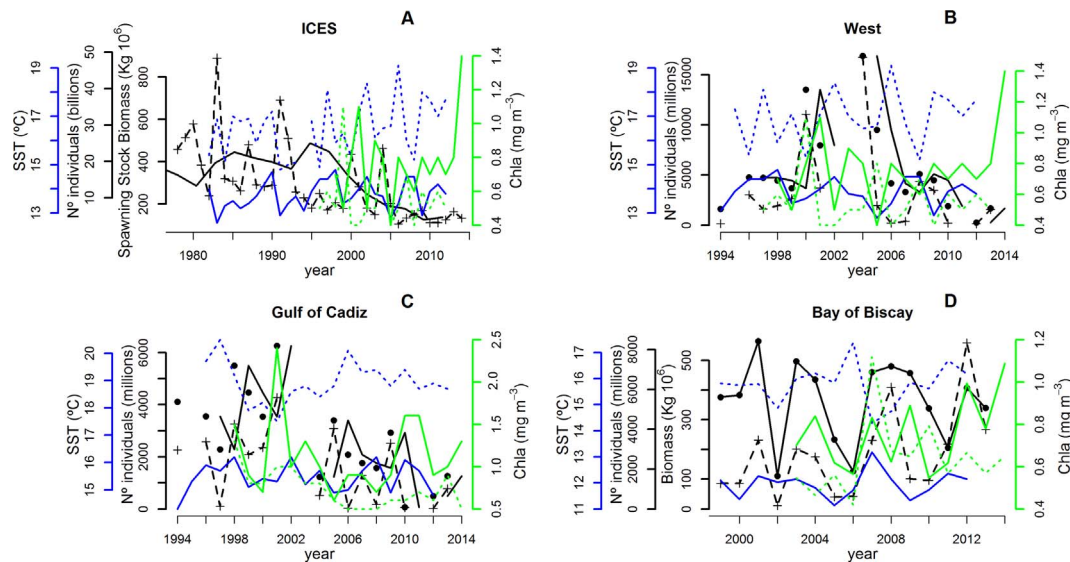 A
ICES
SST (ºC)
13 15 17 19
Nº individuals (billions)
10 20 30 40 50
Spawning Stock Biomass (Kg 10⁶)
200 400 600 800
1980 1990 2000 2010
year
0.4 0.6 0.8 1.0 1.2 1.4
Chla (mg m⁻³)
B
West
SST (ºC)
13 15 17 19
Nº individuals (millions)
0 5000 10000 15000
1994 1998 2002 2006 2010 2014
year
0.4 0.6 0.8 1.0 1.2 1.4
Chla (mg m⁻³)
C
Gulf of Cadiz
SST (ºC)
15 16 17 18 19 20
Nº individuals (millions)
0 1000 2000 4000 6000
1994 1998 2002 2006 2010 2014
year
0.5 1.0 1.5 2.0 2.5
Chla (mg m⁻³)
D
Bay of Biscay
SST (ºC)
11 12 13 14 15 16 17
Nº individuals (millions)
0 2000 4000 6000 8000
Biomass (Kg 10⁶)
0 100 300 500
2000 2004 2008 2012
year
0.4 0.6 0.8 1.0 1.2
Chla (mg m⁻³)